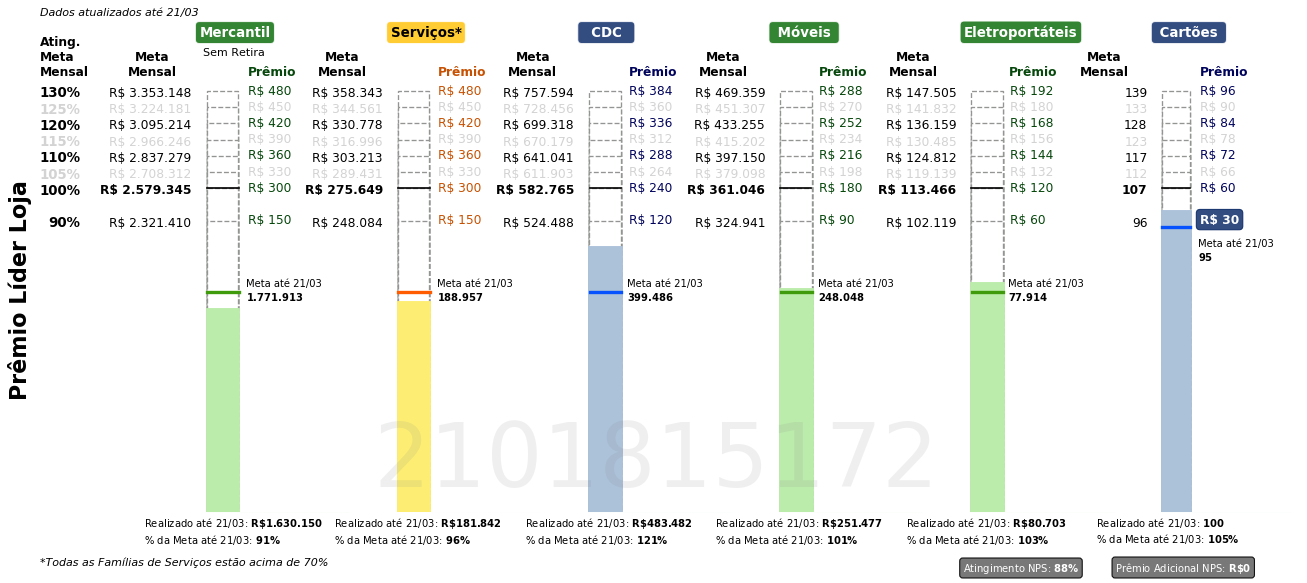 Dados atualizados até 21/03
Mercantil Serviços* CDC Móveis Eletroportáteis Cartões
Sem Retira
Ating. Meta Mensal
Meta Mensal Prêmio Meta Mensal Prêmio Meta Mensal Prêmio Meta Mensal Prêmio Meta Mensal Prêmio Meta Mensal Prêmio
130% R$ 3.353.148 R$ 480 R$ 358.343 R$ 480 R$ 757.594 R$ 384 R$ 469.359 R$ 288 R$ 147.505 R$ 192 139 R$ 96
125% R$ 3.224.181 R$ 450 R$ 344.561 R$ 450 R$ 728.456 R$ 360 R$ 451.307 R$ 270 R$ 141.832 R$ 180 133 R$ 90
120% R$ 3.095.214 R$ 420 R$ 330.778 R$ 420 R$ 699.318 R$ 336 R$ 433.255 R$ 252 R$ 136.159 R$ 168 128 R$ 84
115% R$ 2.966.246 R$ 390 R$ 316.996 R$ 390 R$ 670.179 R$ 312 R$ 415.202 R$ 234 R$ 130.485 R$ 156 123 R$ 78
110% R$ 2.837.279 R$ 360 R$ 303.213 R$ 360 R$ 641.041 R$ 288 R$ 397.150 R$ 216 R$ 124.812 R$ 144 117 R$ 72
105% R$ 2.708.312 R$ 330 R$ 289.431 R$ 330 R$ 611.903 R$ 264 R$ 379.098 R$ 198 R$ 119.139 R$ 132 112 R$ 66
100% R$ 2.579.345 R$ 300 R$ 275.649 R$ 300 R$ 582.765 R$ 240 R$ 361.046 R$ 180 R$ 113.466 R$ 120 107 R$ 60
90% R$ 2.321.410 R$ 150 R$ 248.084 R$ 150 R$ 524.488 R$ 120 R$ 324.941 R$ 90 R$ 102.119 R$ 60 96 R$ 30
Meta até 21/03
95
Meta até 21/03 Meta até 21/03 Meta até 21/03 Meta até 21/03 Meta até 21/03
1.771.913 188.957 399.486 248.048 77.914
Prêmio Líder Loja
2101815172
Realizado até 21/03: R$1.630.150 Realizado até 21/03: R$181.842 Realizado até 21/03: R$483.482 Realizado até 21/03: R$251.477 Realizado até 21/03: R$80.703 Realizado até 21/03: 100
% da Meta até 21/03: 91% % da Meta até 21/03: 96% % da Meta até 21/03: 121% % da Meta até 21/03: 101% % da Meta até 21/03: 103% % da Meta até 21/03: 105%
*Todas as Famílias de Serviços estão acima de 70%
Atingimento NPS: 88% Prêmio Adicional NPS: R$0